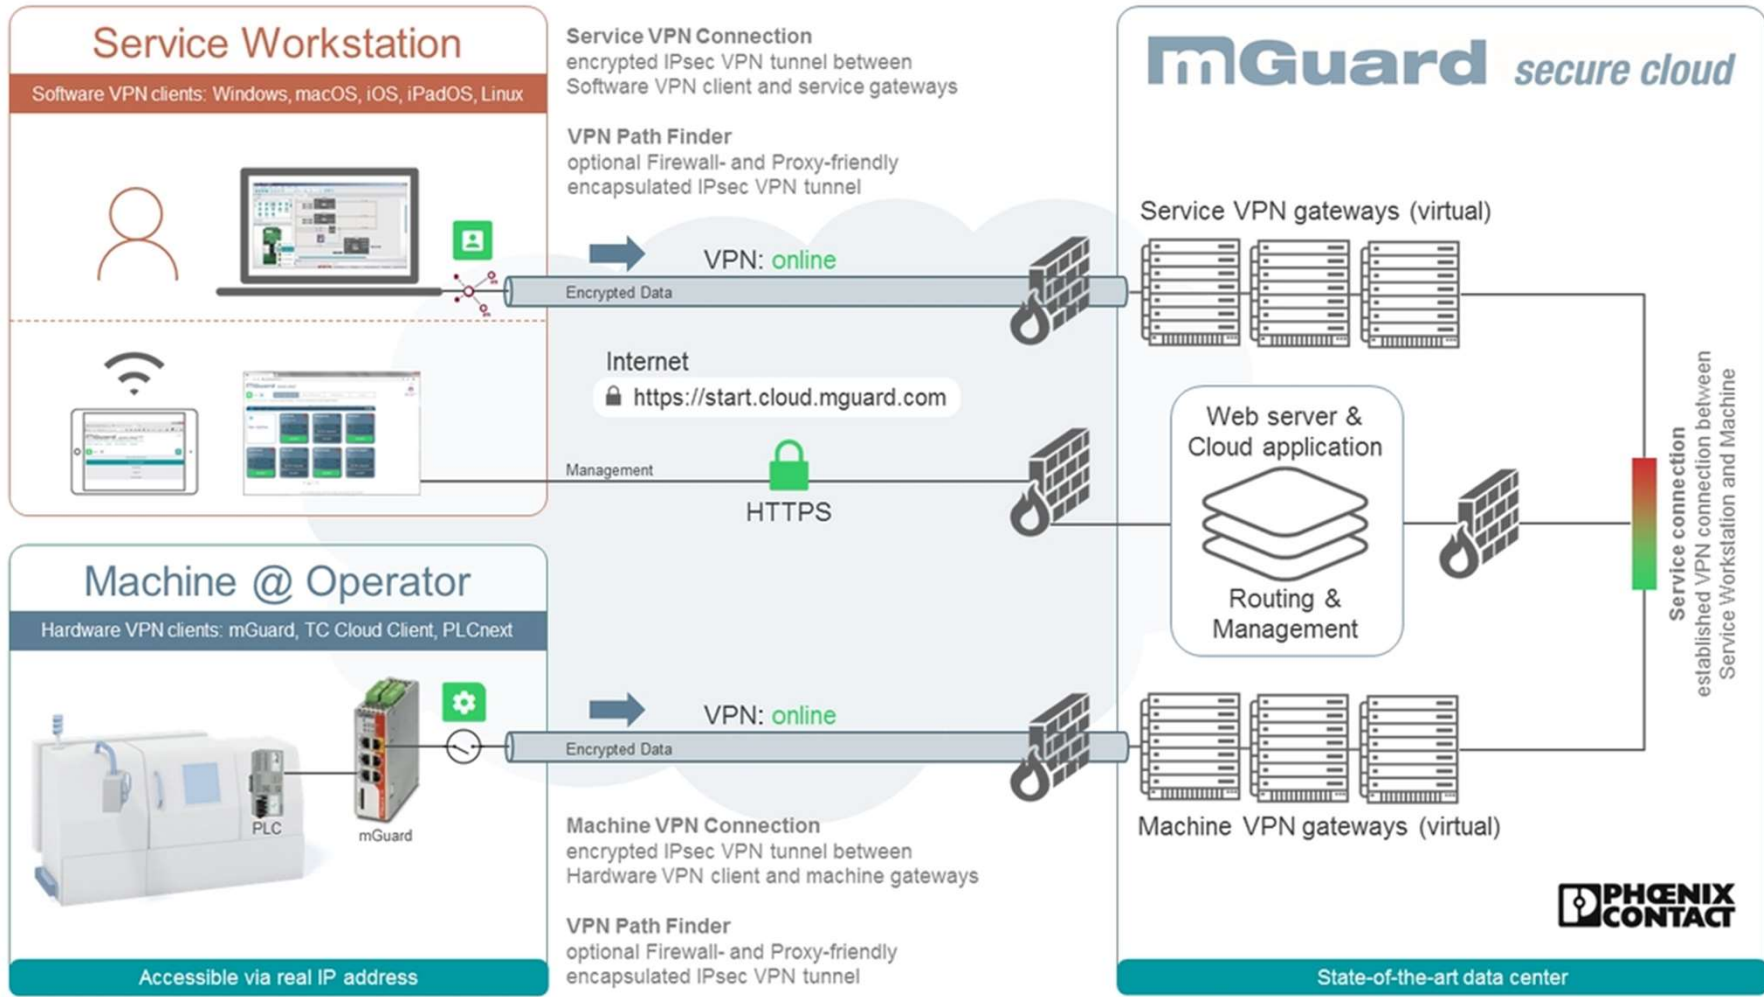 Service Workstation
Software VPN clients: Windows, macOS, iOS, iPadOS, Linux
Service VPN Connection
encrypted IPsec VPN tunnel between
Software VPN client and service gateways
VPN Path Finder
optional Firewall- and Proxy-friendly
encapsulated IPsec VPN tunnel
mGuard secure cloud
Service VPN gateways (virtual)
VPN: online
Encrypted Data
Internet
https://start.cloud.mguard.com
Management
HTTPS
Web server &
Cloud application
Routing &
Management
Service connection
established VPN connection between
Service Workstation and Machine
Machine @ Operator
Hardware VPN clients: mGuard, TC Cloud Client, PLCnext
PLC
mGuard
VPN: online
Encrypted Data
Machine VPN gateways (virtual)
Machine VPN Connection
encrypted IPsec VPN tunnel between
Hardware VPN client and machine gateways
VPN Path Finder
optional Firewall- and Proxy-friendly
encapsulated IPsec VPN tunnel
PHŒNIX
CONTACT
Accessible via real IP address
State-of-the-art data center